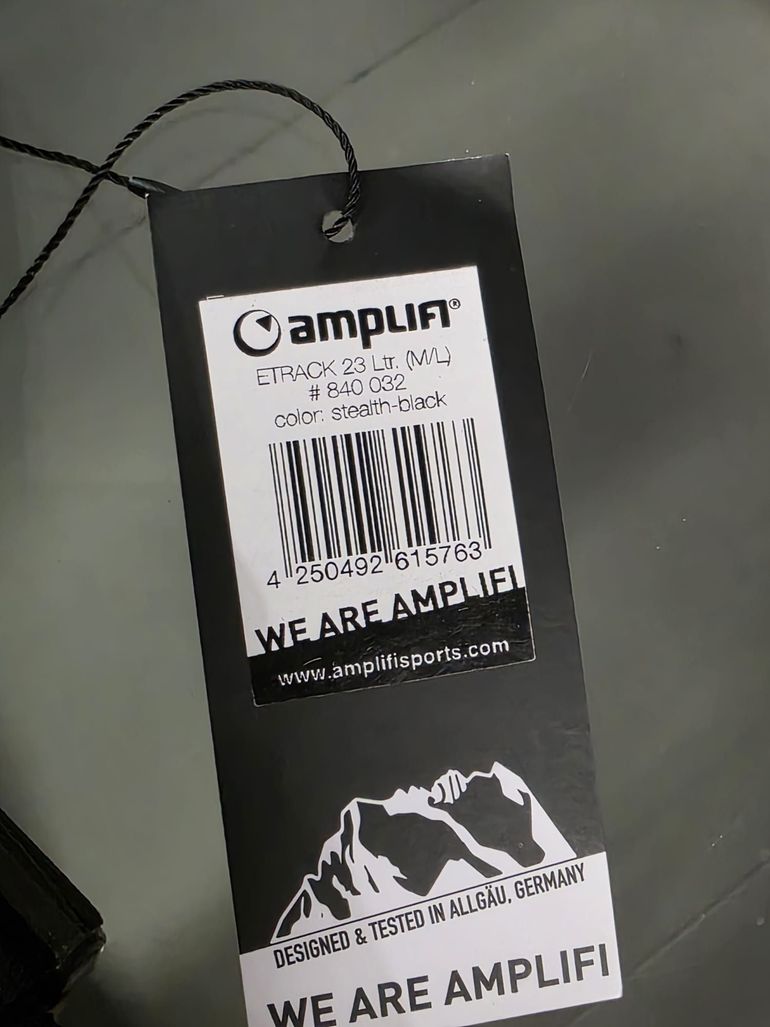 amplifi®
ETRACK 23 Ltr. (M/L)
# 840 032
color: stealth-black
4 250492 615763
WE ARE AMPLIFI
www.amplifisports.com
DESIGNED & TESTED IN ALLGÄU, GERMANY
WE ARE AMPLIFI